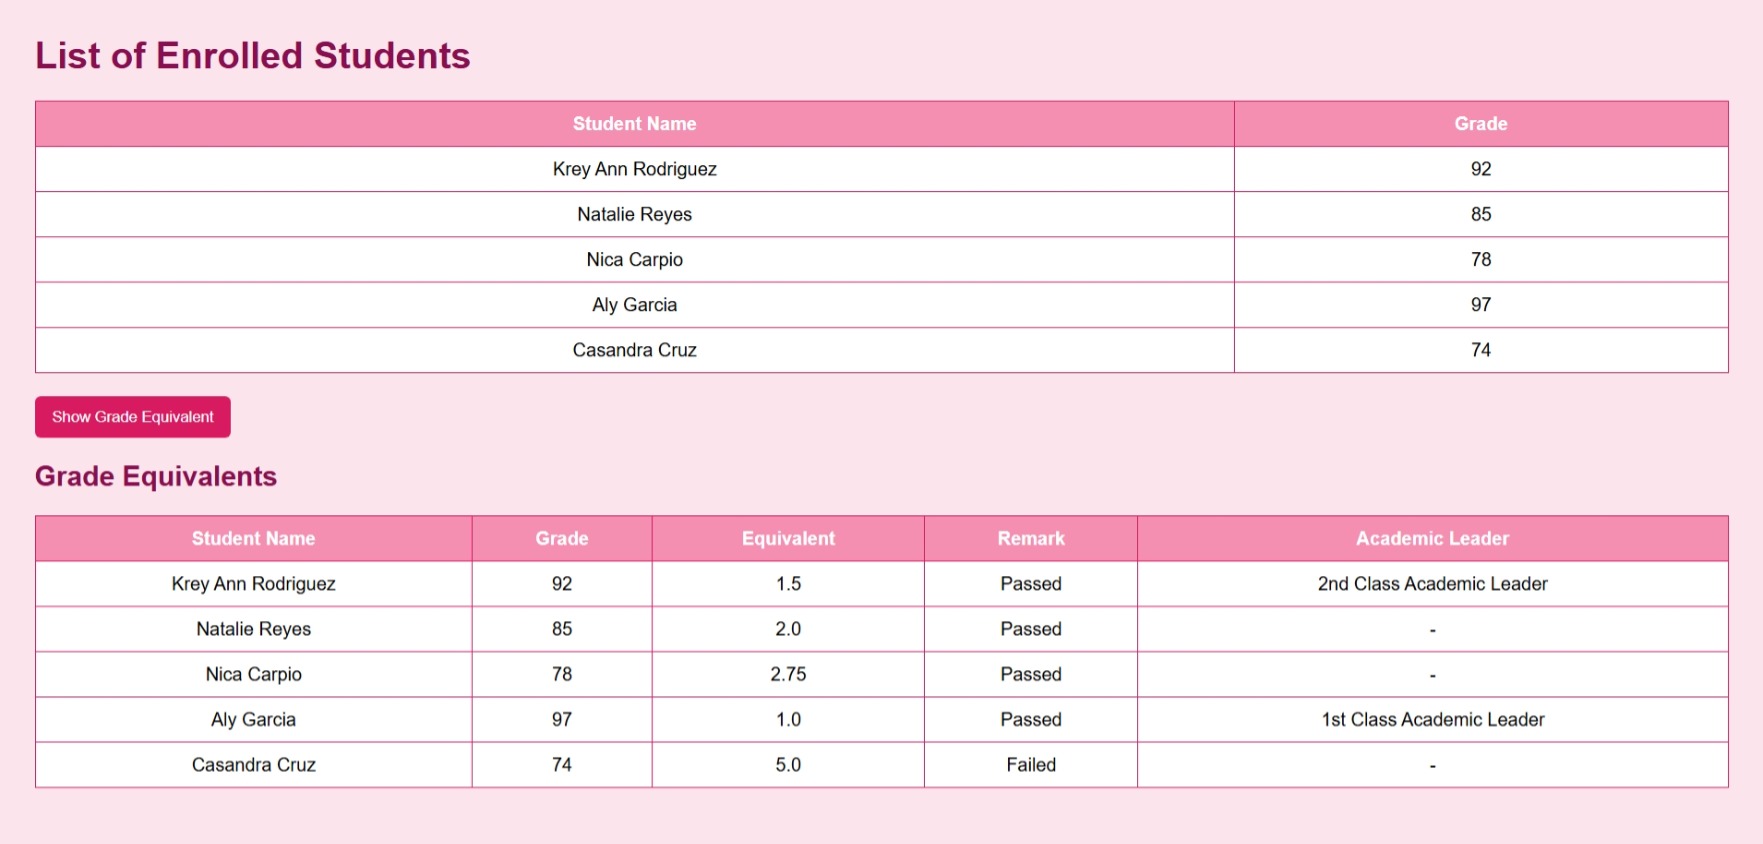 List of Enrolled Students
Student Name Grade
Krey Ann Rodriguez 92
Natalie Reyes 85
Nica Carpio 78
Aly Garcia 97
Casandra Cruz 74
Show Grade Equivalent
Grade Equivalents
Student Name Grade Equivalent Remark Academic Leader
Krey Ann Rodriguez 92 1.5 Passed 2nd Class Academic Leader
Natalie Reyes 85 2.0 Passed -
Nica Carpio 78 2.75 Passed -
Aly Garcia 97 1.0 Passed 1st Class Academic Leader
Casandra Cruz 74 5.0 Failed -